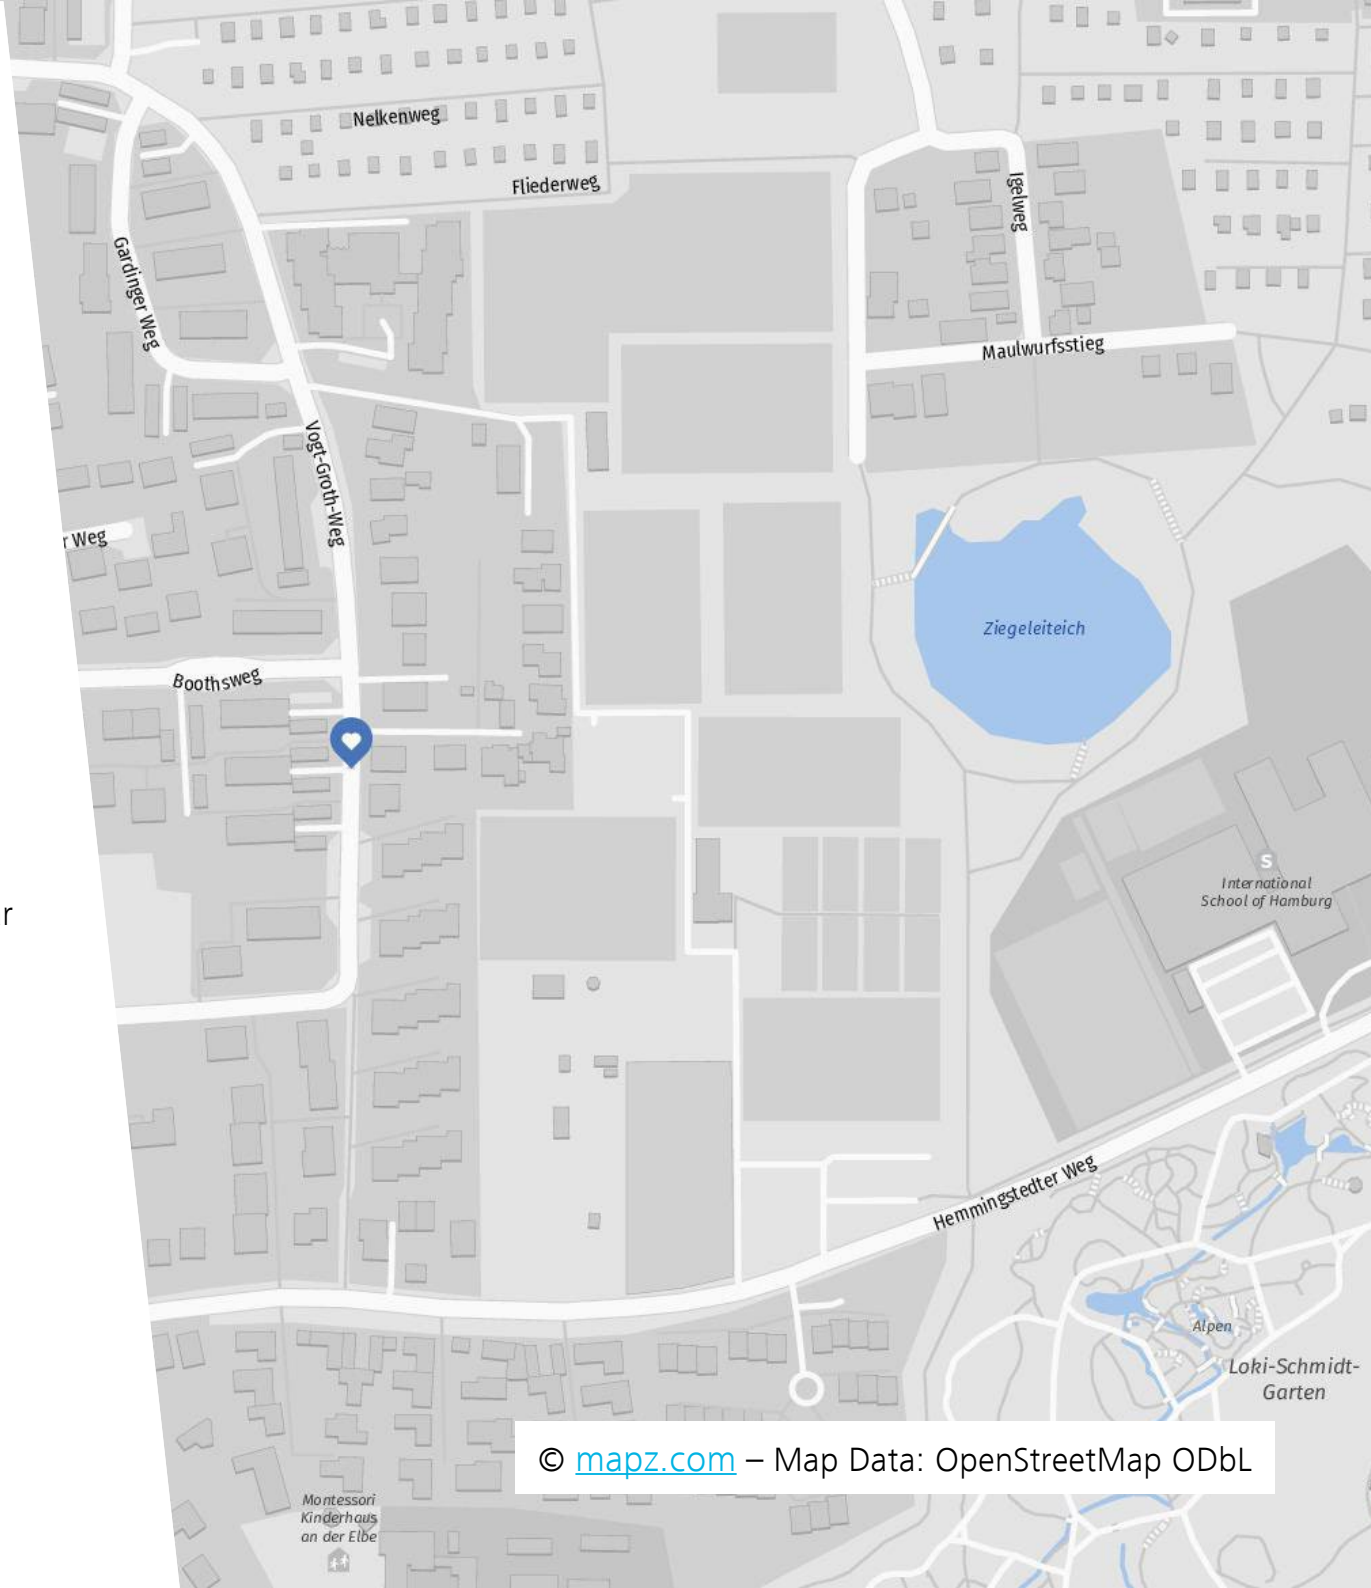 Nelkenweg
Fliederweg
Igelweg
Gardinger Weg
Maulwurfsstieg
Vogt-Groth-Weg
r Weg
Ziegeleiteich
Boothsweg
S
International
School of Hamburg
r
Hemmingstedter Weg
Alpen
Loki-Schmidt-
Garten
© mapz.com – Map Data: OpenStreetMap ODbL
Montessori
Kinderhaus
an der Elbe